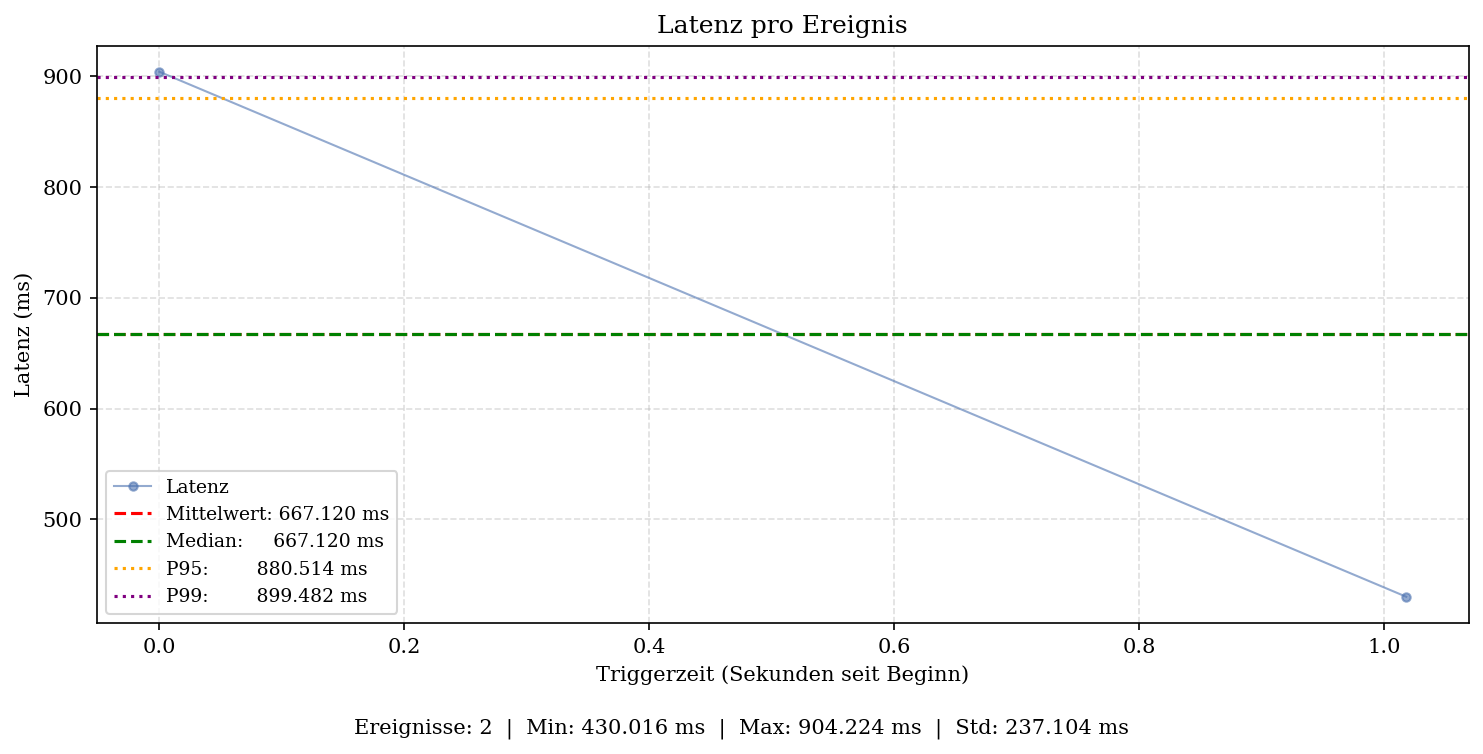 Latenz pro Ereignis
Latenz (ms)
900
800
700
600
500
Latenz
Mittelwert: 667.120 ms
Median: 667.120 ms
P95: 880.514 ms
P99: 899.482 ms
0.0 0.2 0.4 0.6 0.8 1.0
Triggerzeit (Sekunden seit Beginn)
Ereignisse: 2 | Min: 430.016 ms | Max: 904.224 ms | Std: 237.104 ms